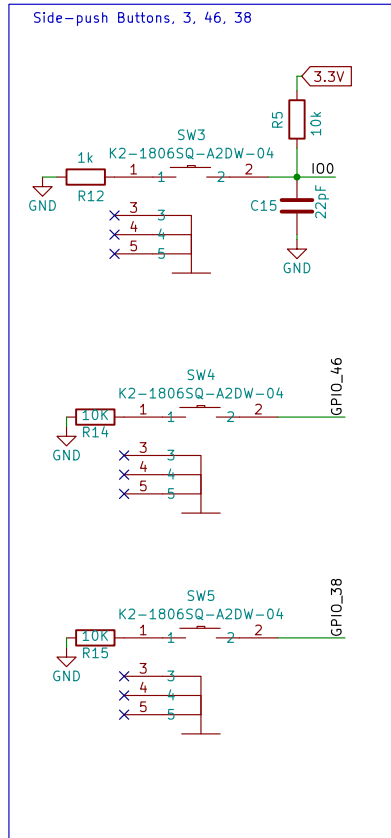 Side-push Buttons, 3, 46, 38
3.3V
R5
10k
SW3
K2-1806SQ-A2DW-04
1k
1
1
2
2
IO0
R12
GND
C15
22pF
GND
3
3
4
4
5
5
SW4
K2-1806SQ-A2DW-04
GPIO_46
10K
1
1
2
2
R14
GND
3
3
4
4
5
5
SW5
K2-1806SQ-A2DW-04
GPIO_38
10K
1
1
2
2
R15
GND
3
3
4
4
5
5